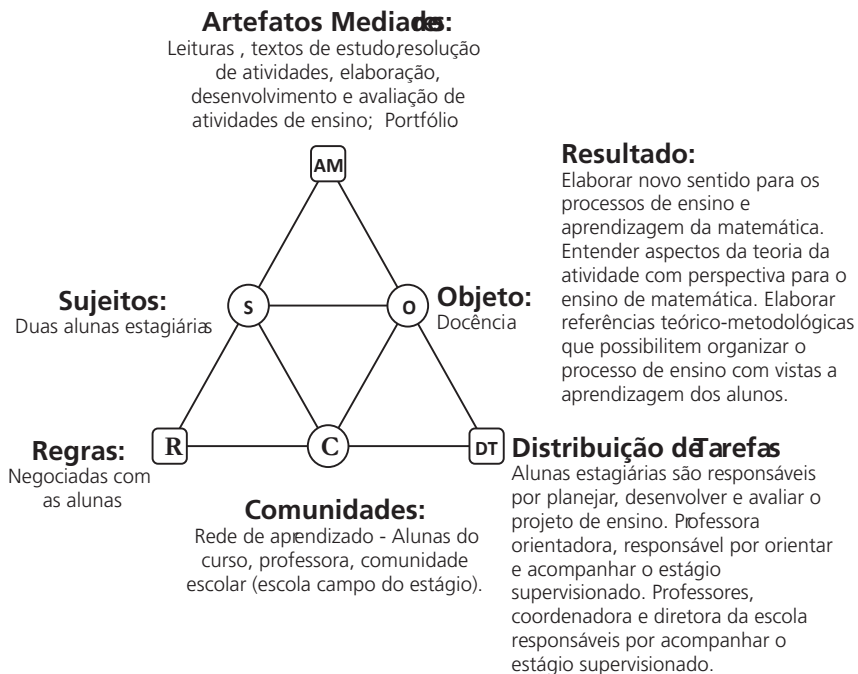 Artefatos Mediadores:
Leituras , textos de estudo,resolução
de atividades, elaboração,
desenvolvimento e avaliação de
atividades de ensino; Portfólio
AM
Resultado:
Elaborar novo sentido para os
processos de ensino e
aprendizagem da matemática.
Entender aspectos da teoria da
atividade com perspectiva para o
ensino de matemática. Elaborar
referências teórico-metodológicas
que possibilitem organizar o
processo de ensino com vistas a
aprendizagem dos alunos.
Sujeitos:
Duas alunas estagiárias
S
O
Objeto:
Docência
Regras:
Negociadas com
as alunas
R
C
DT
Comunidades:
Rede de aprendizado - Alunas do
curso, professora, comunidade
escolar (escola campo do estágio).
Distribuição de Tarefas
Alunas estagiárias são responsáveis
por planejar, desenvolver e avaliar o
projeto de ensino. Professora
orientadora, responsável por orientar
e acompanhar o estágio
supervisionado. Professores,
coordenadora e diretora da escola
responsáveis por acompanhar o
estágio supervisionado.